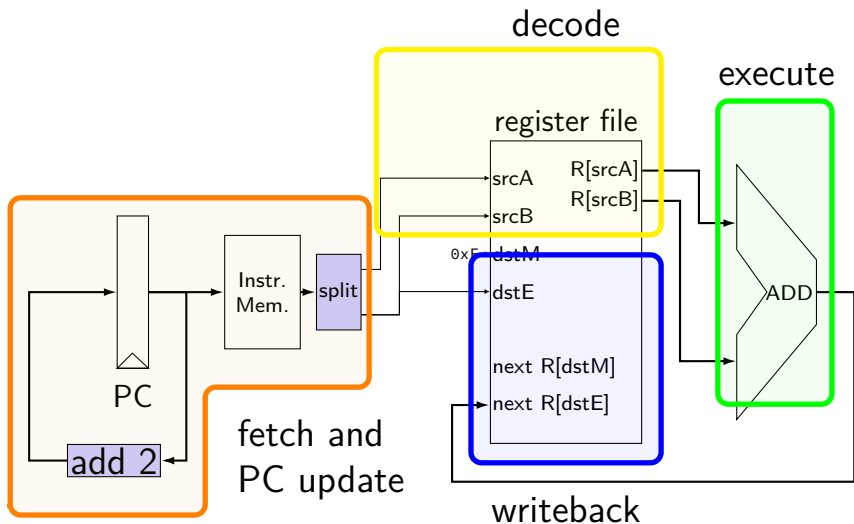 decode
execute
register file
srcA
R[srcA]
srcB
R[srcB]
0xF
dstM
Instr.
Mem.
split
dstE
ADD
PC
next R[dstM]
next R[dstE]
add 2
fetch and
PC update
writeback